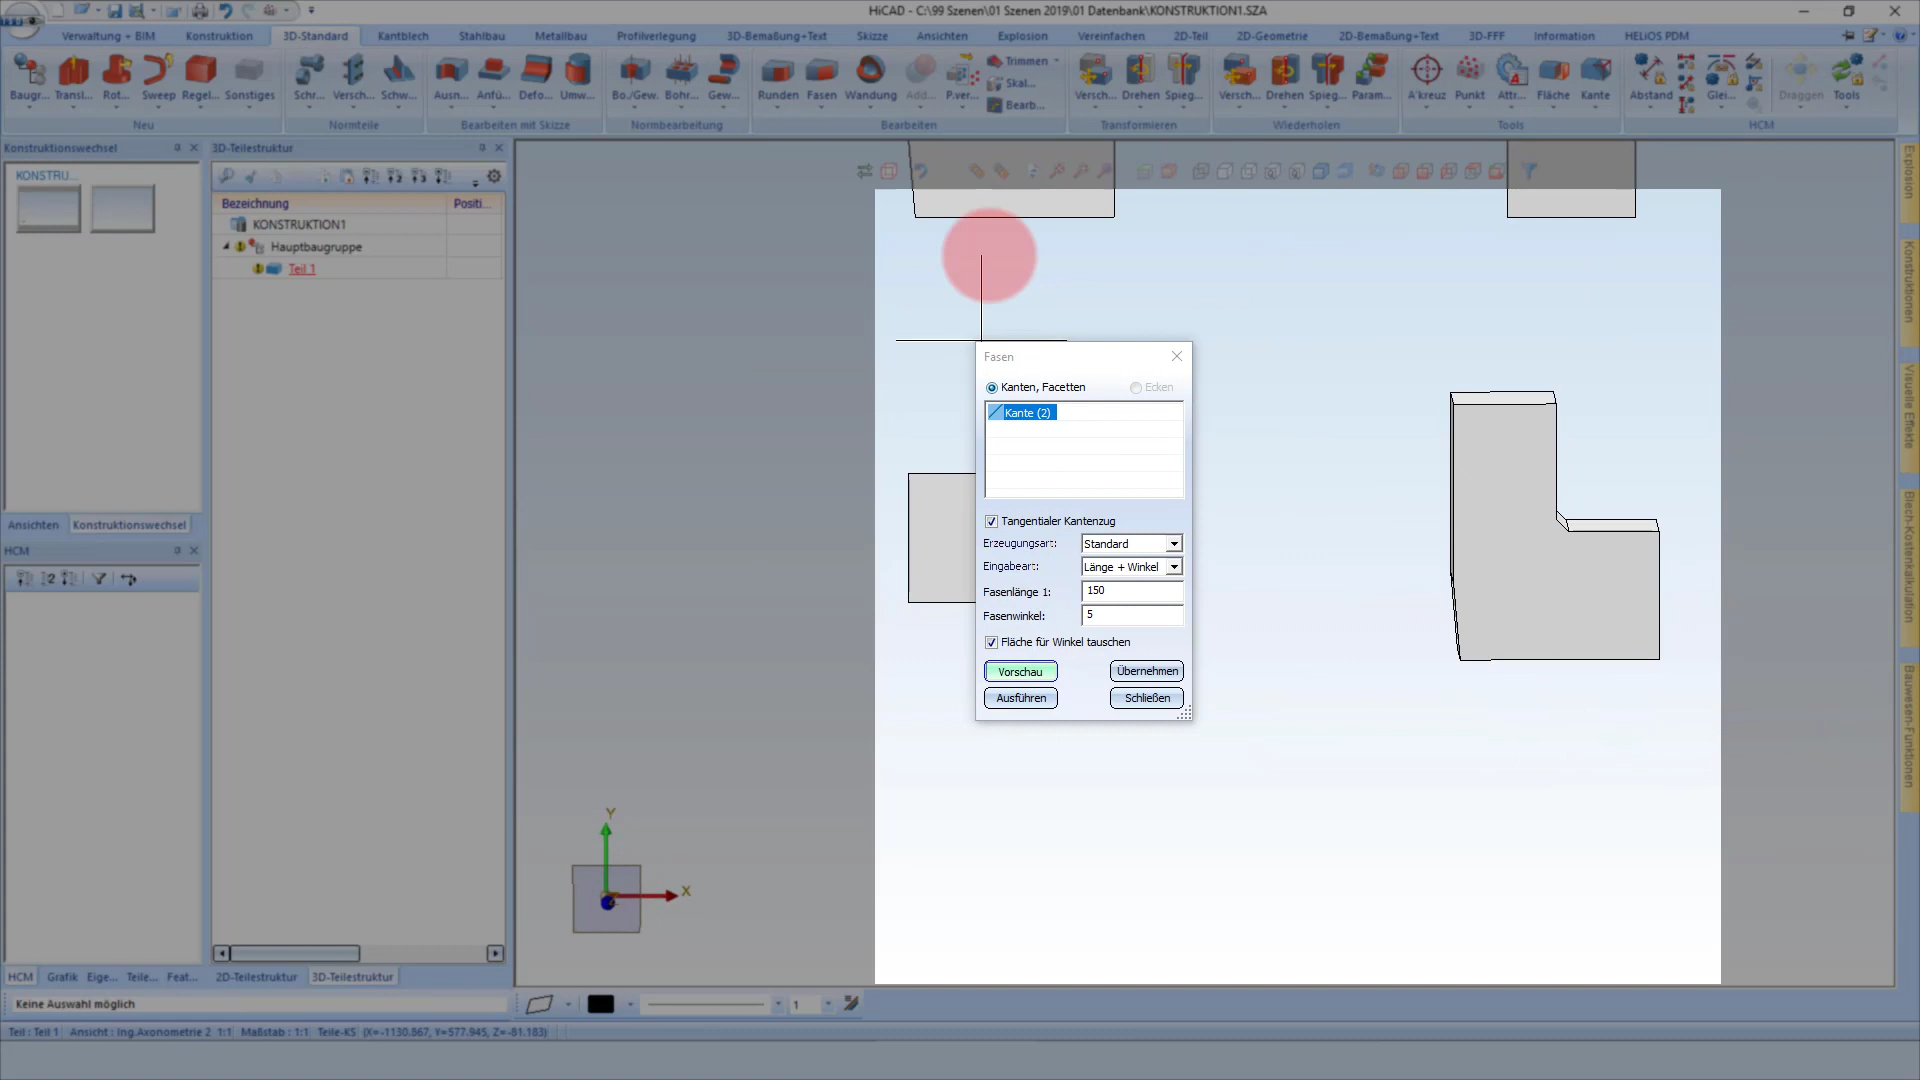 HiCAD - C:\99 Szenen\01 Szenen 2019\01 Datenbank\KONSTRUKTION1.SZA
Verwaltung + BIM Konstruktion 3D-Standard Kantblech Stahlbau Metallbau Profilverlegung 3D-Bemaßung+Text Skizze Ansichten Explosion Vereinfachen 2D-Teil 2D-Geometrie 2D-Bemaßung+Text 3D-FFF Information HELiOS PDM
Trimmen
Skal...
Bearb...
Baugr... Transl... Rot... Sweep Regel... Sonstiges Schr... Versch... Schw... Ausn... Anfü... Defo... Umw... Bo./Gew. Bohr... Gew... Runden Fasen Wandung Add... P.ver... Versch... Drehen Spieg... Versch... Drehen Spieg... Param... A'kreuz Punkt Attr... Fläche Kante Abstand Glei... Draggen Tools
Neu Normteile Bearbeiten mit Skizze Normbearbeitung Bearbeiten Transformieren Wiederholen Tools HCM
Konstruktionswechsel
KONSTRU...
Ansichten Konstruktionswechsel
HCM
3D-Teilestruktur
Bezeichnung Positi...
KONSTRUKTION1
Hauptbaugruppe
Teil 1
Fasen
Kanten, Facetten Ecken
Kante (2)
Tangentialer Kantenzug
Erzeugungsart: Standard
Eingabeart: Länge + Winkel
Fasenlänge 1: 150
Fasenwinkel: 5
Fläche für Winkel tauschen
Vorschau Übernehmen
Ausführen Schließen
Y
X
Explosion
Konstruktionen
Visuelle Effekte
Blech-Kostenkalkulation
Bauwesen-Funktionen
HCM Grafik Eige... Teile... Feat... 2D-Teilestruktur 3D-Teilestruktur
Keine Auswahl möglich
1
Teil : Teil 1 Ansicht : Ing.Axonometrie 2 1:1 Maßstab : 1:1 Teile-KS (X=-1130.867, Y=577.945, Z=-81.183)